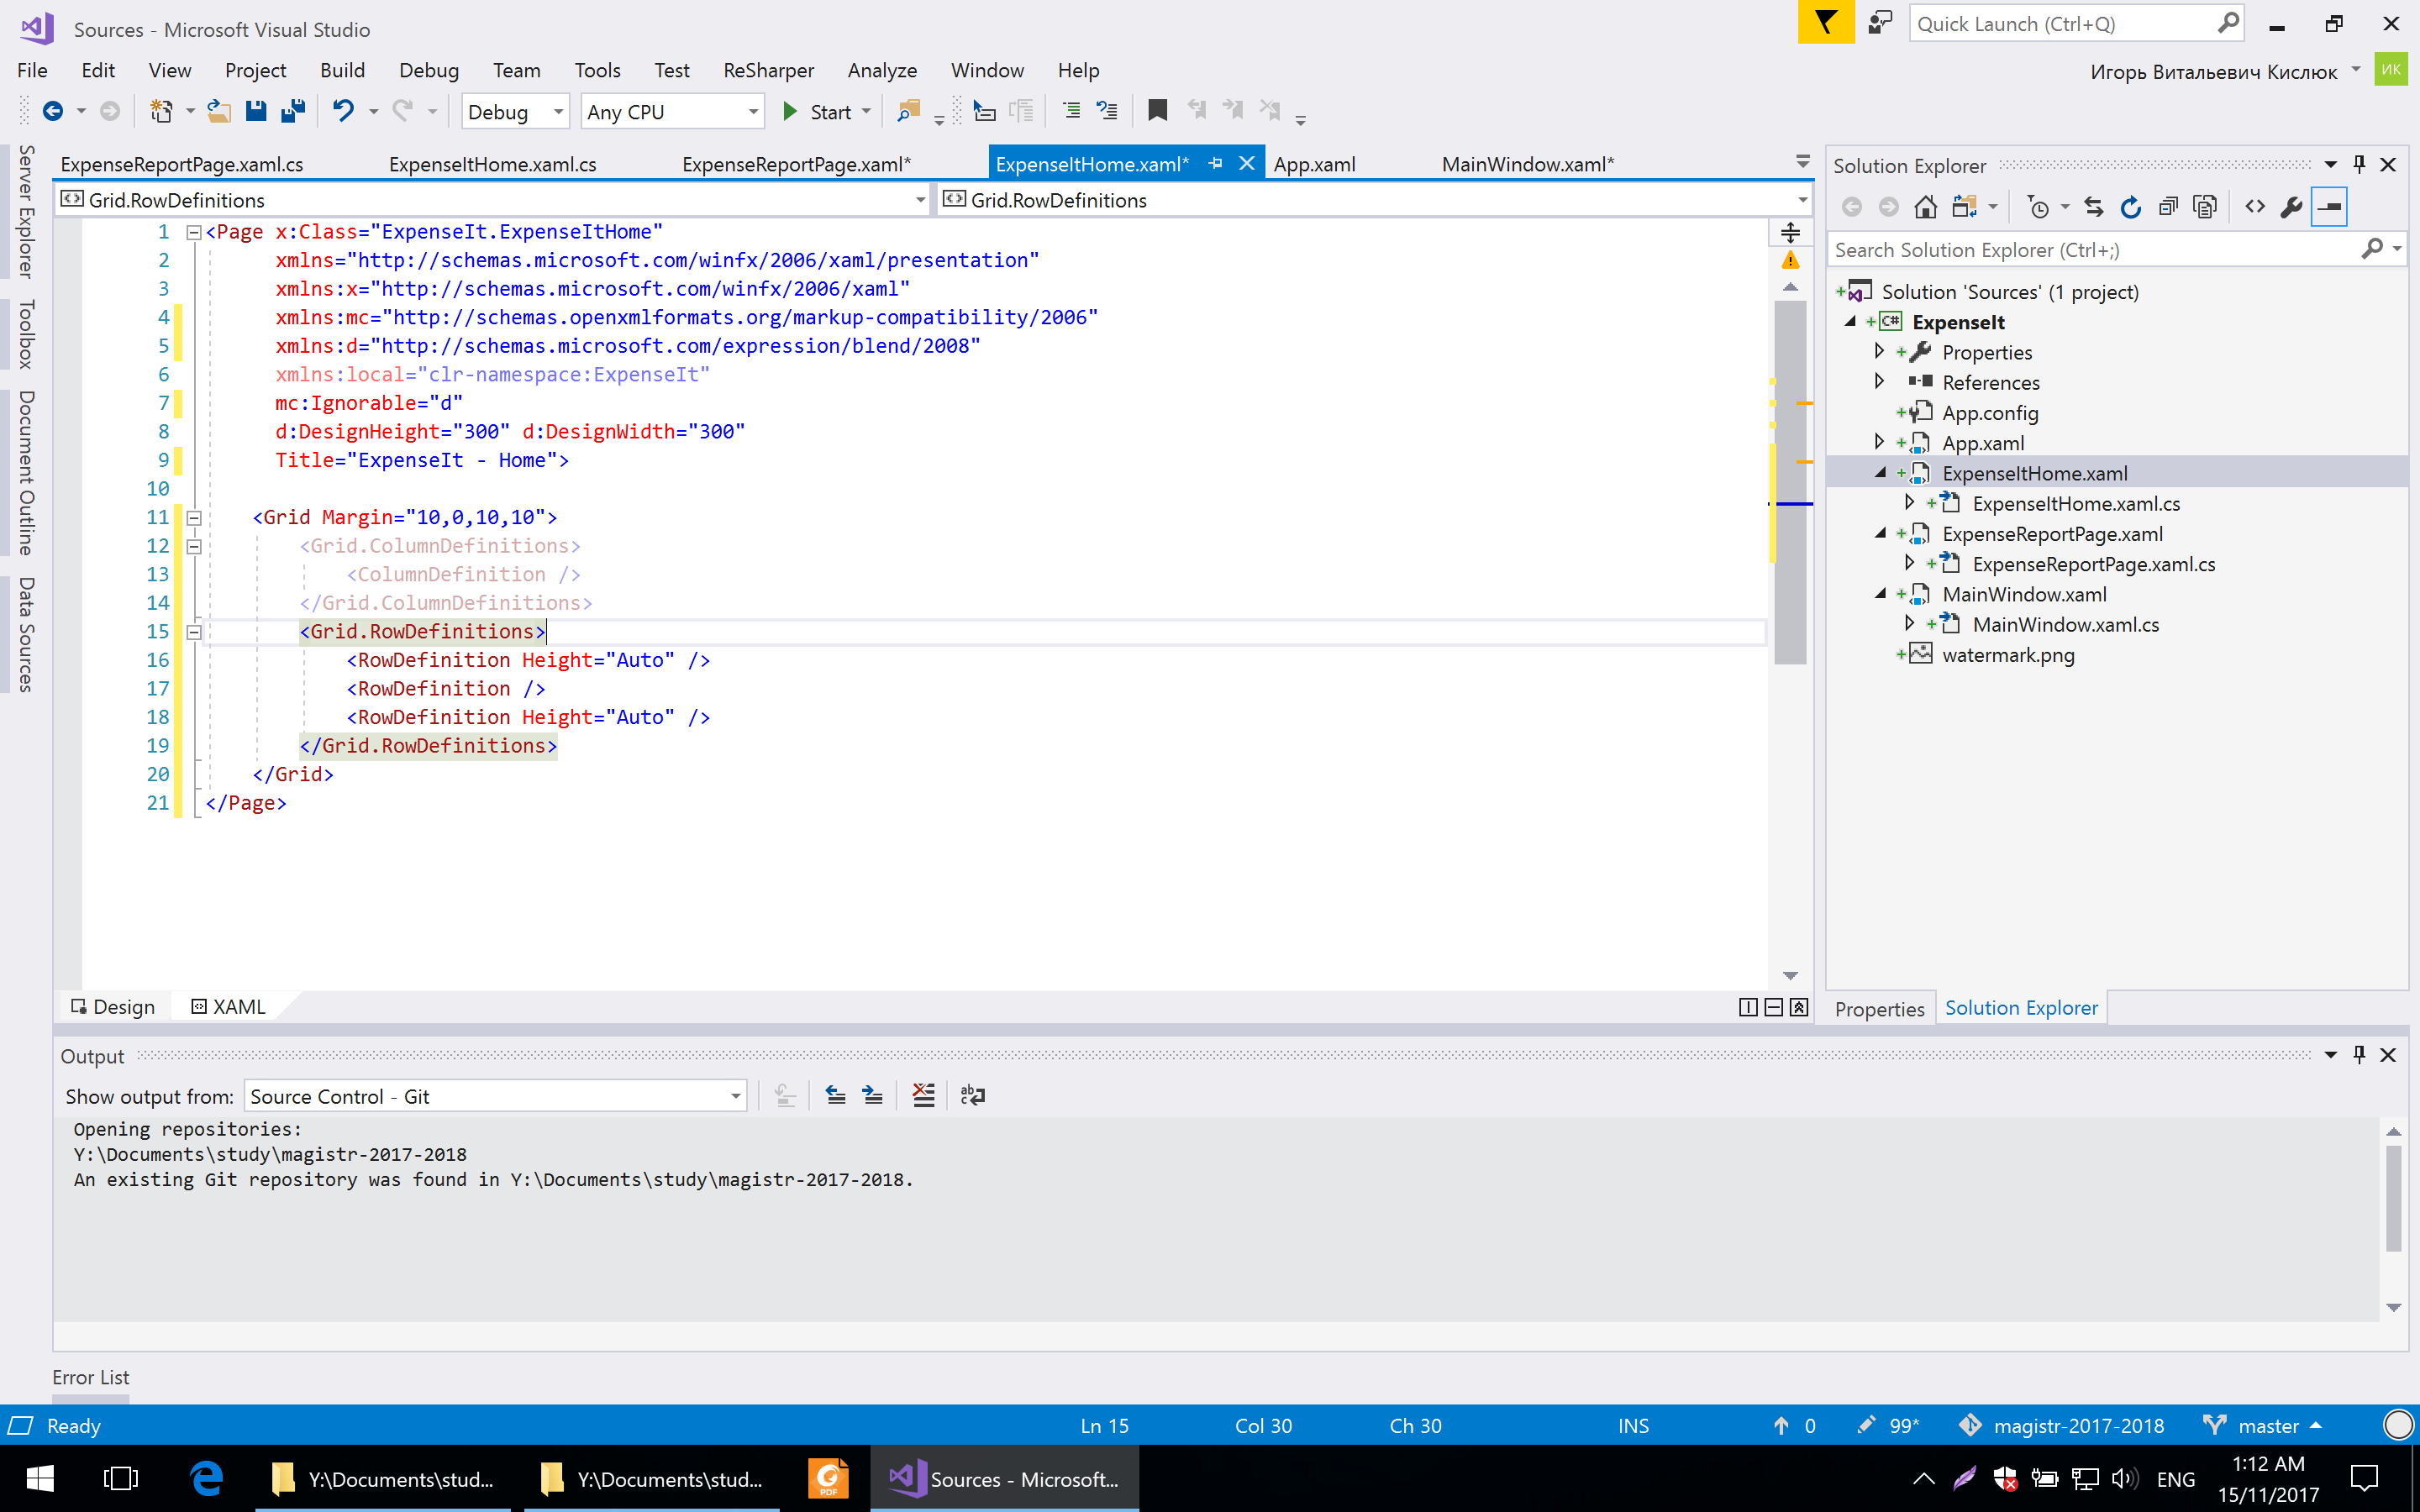 Sources - Microsoft Visual Studio
Quick Launch (Ctrl+Q)
File Edit View Project Build Debug Team Tools Test ReSharper Analyze Window Help
Игорь Витальевич Кислюк ИК
Debug Any CPU Start
Server Explorer
Toolbox
Document Outline
Data Sources
ExpenseReportPage.xaml.cs ExpenseItHome.xaml.cs ExpenseReportPage.xaml* ExpenseItHome.xaml* App.xaml MainWindow.xaml*
Grid.RowDefinitions Grid.RowDefinitions
1 <Page x:Class="ExpenseIt.ExpenseItHome"
2 xmlns="http://schemas.microsoft.com/winfx/2006/xaml/presentation"
3 xmlns:x="http://schemas.microsoft.com/winfx/2006/xaml"
4 xmlns:mc="http://schemas.openxmlformats.org/markup-compatibility/2006"
5 xmlns:d="http://schemas.microsoft.com/expression/blend/2008"
6 xmlns:local="clr-namespace:ExpenseIt"
7 mc:Ignorable="d"
8 d:DesignHeight="300" d:DesignWidth="300"
9 Title="ExpenseIt - Home">
10
11 <Grid Margin="10,0,10,10">
12 <Grid.ColumnDefinitions>
13 <ColumnDefinition />
14 </Grid.ColumnDefinitions>
15 <Grid.RowDefinitions>
16 <RowDefinition Height="Auto" />
17 <RowDefinition />
18 <RowDefinition Height="Auto" />
19 </Grid.RowDefinitions>
20 </Grid>
21 </Page>
Design XAML
Solution Explorer
Search Solution Explorer (Ctrl+;)
Solution 'Sources' (1 project)
C# ExpenseIt
Properties
References
App.config
App.xaml
ExpenseItHome.xaml
ExpenseItHome.xaml.cs
ExpenseReportPage.xaml
ExpenseReportPage.xaml.cs
MainWindow.xaml
MainWindow.xaml.cs
watermark.png
Properties Solution Explorer
Output
Show output from: Source Control - Git
Opening repositories:
Y:\Documents\study\magistr-2017-2018
An existing Git repository was found in Y:\Documents\study\magistr-2017-2018.
Error List
Ready Ln 15 Col 30 Ch 30 INS 0 99* magistr-2017-2018 master
Y:\Documents\stud... Y:\Documents\stud... PDF Sources - Microsoft... ENG 1:12 AM
15/11/2017